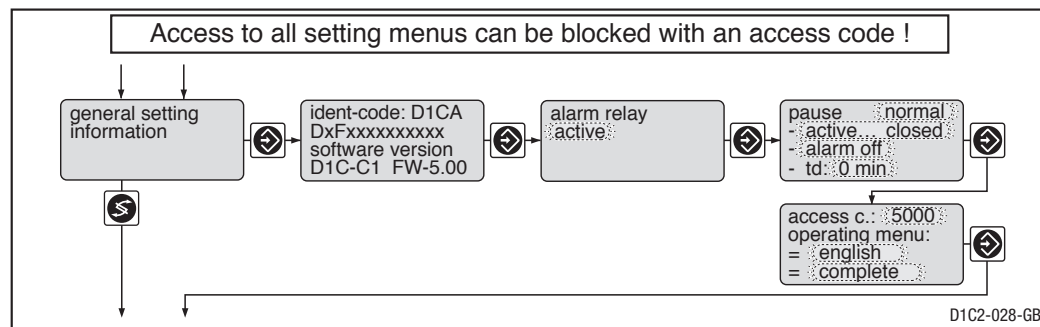 Access to all setting menus can be blocked with an access code !
general setting
information
ident-code: D1CA
DxFxxxxxxxxxx
software version
D1C-C1 FW-5.00
alarm relay
active
pause normal
- active closed
- alarm off
- td: 0 min
access c.: 5000
operating menu:
= english
= complete
D1C2-028-GB